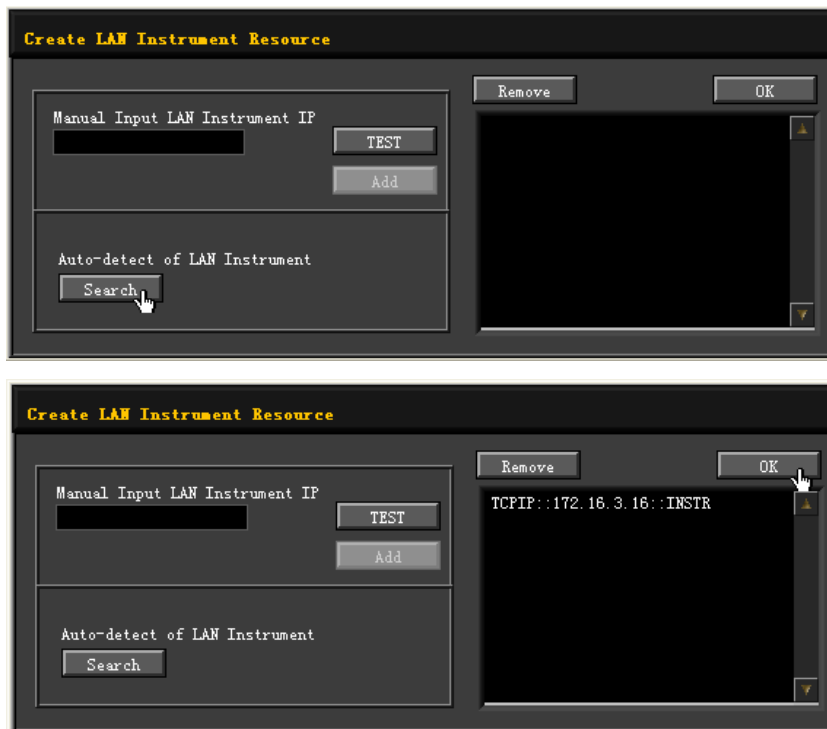 Create LAN Instrument Resource
Remove
OK
Manual Input LAN Instrument IP
TEST
Add
Auto-detect of LAN Instrument
Search
Create LAN Instrument Resource
Remove
OK
Manual Input LAN Instrument IP
TCPIP::172.16.3.16::INSTR
TEST
Add
Auto-detect of LAN Instrument
Search